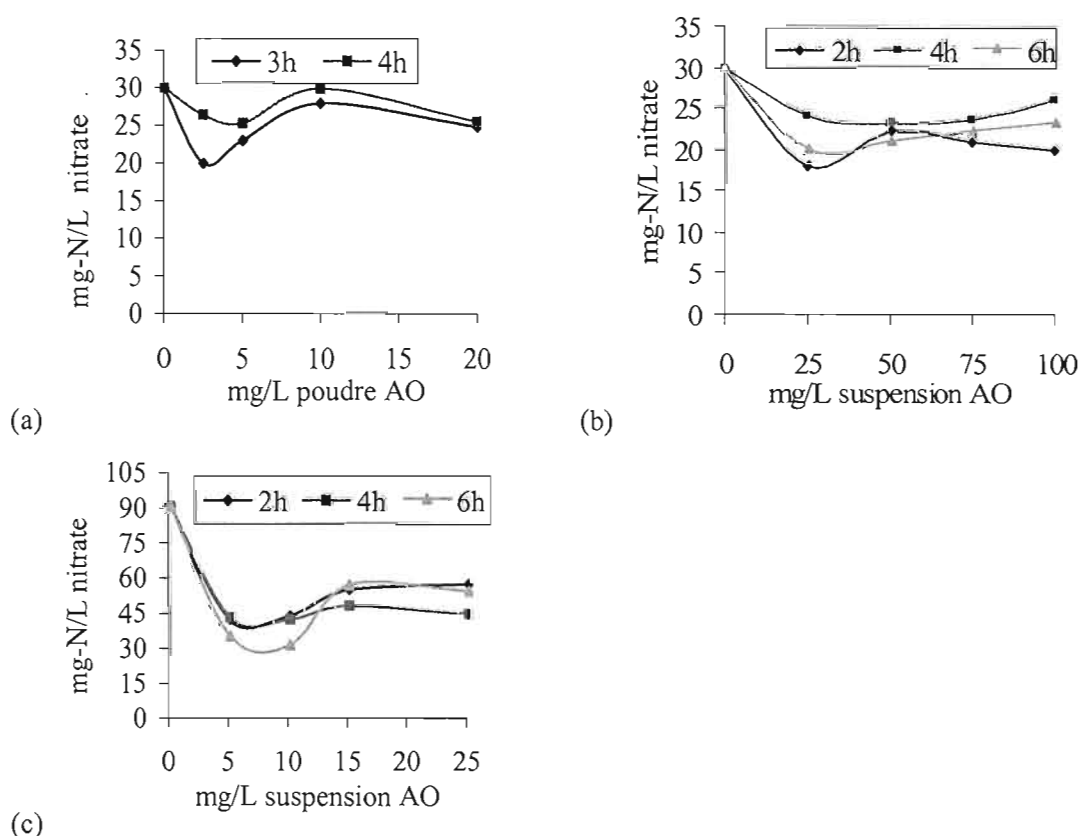 3h 4h
35
30
25
20
15
10
5
0
mg-N/L nitrate
0 5 10 15 20
mg/L poudre AO
(a)
2h 4h 6h
35
30
25
20
15
10
5
0
mg-N/L nitrate
0 25 50 75 100
mg/L suspension AO
(b)
2h 4h 6h
105
90
75
60
45
30
15
0
mg-N/L nitrate
0 5 10 15 20 25
mg/L suspension AO
(c)